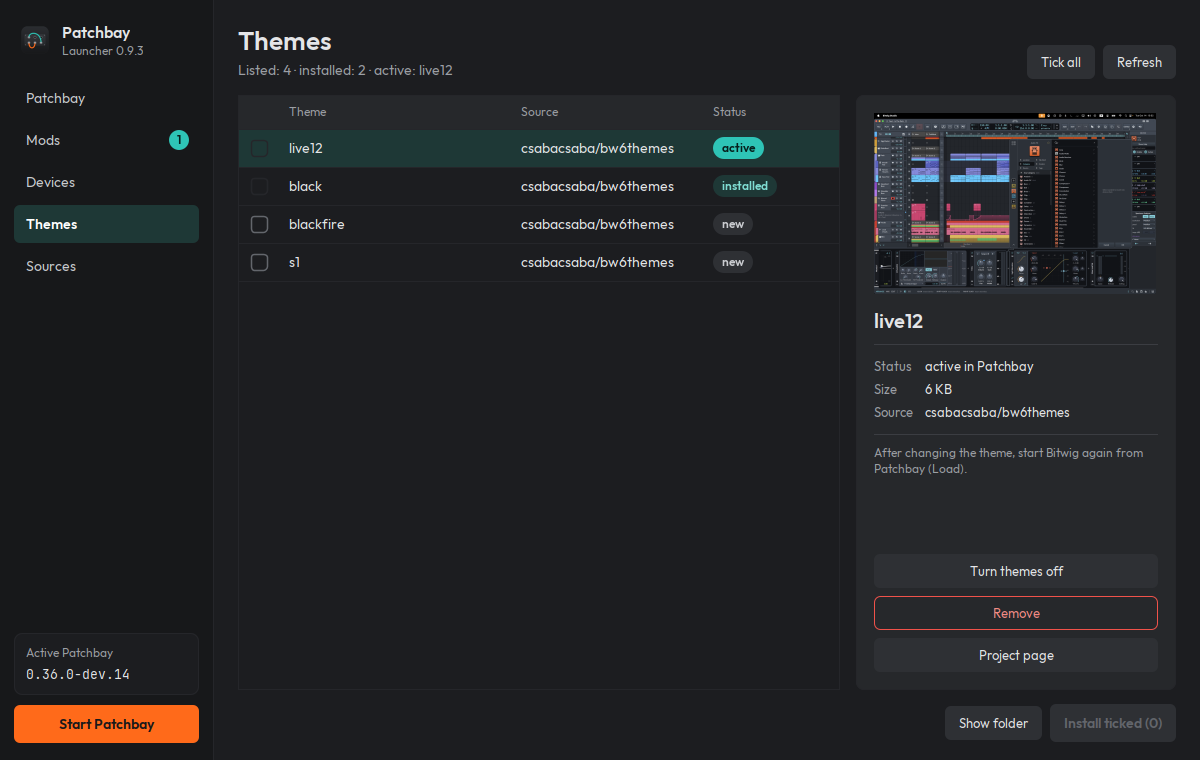 Patchbay
Launcher 0.9.3
Patchbay
Mods 1
Devices
Themes
Sources
Active Patchbay
0.36.0-dev.14
Start Patchbay
Themes
Listed: 4 · installed: 2 · active: live12
Tick all
Refresh
Theme Source Status
live12 csabacsaba/bw6themes active
black csabacsaba/bw6themes installed
blackfire csabacsaba/bw6themes new
s1 csabacsaba/bw6themes new
live12
Status active in Patchbay
Size 6 KB
Source csabacsaba/bw6themes
After changing the theme, start Bitwig again from
Patchbay (Load).
Turn themes off
Remove
Project page
Show folder
Install ticked (0)